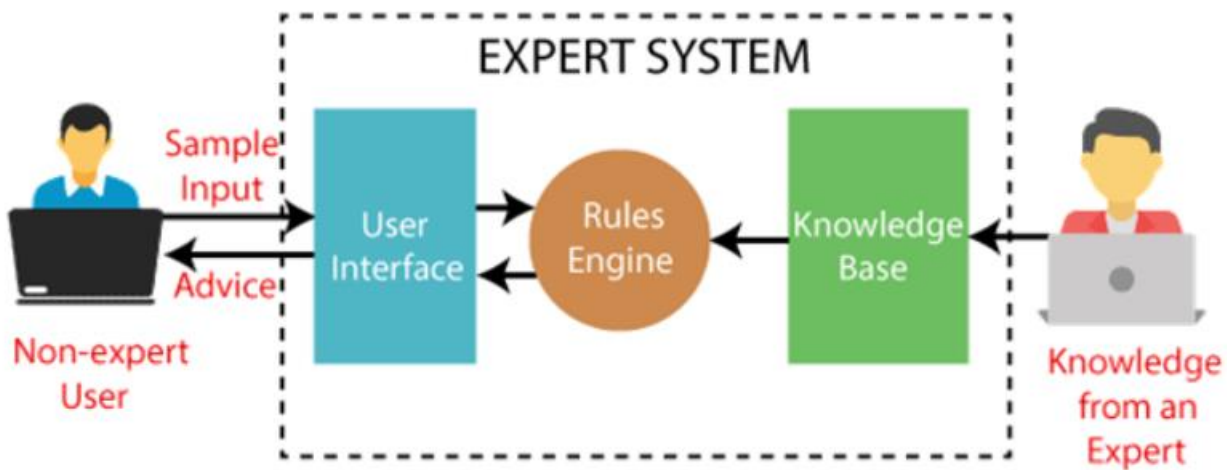 EXPERT SYSTEM
Sample
Input
Advice
Non-expert
User
User
Interface
Rules
Engine
Knowledge
Base
Knowledge
from an
Expert